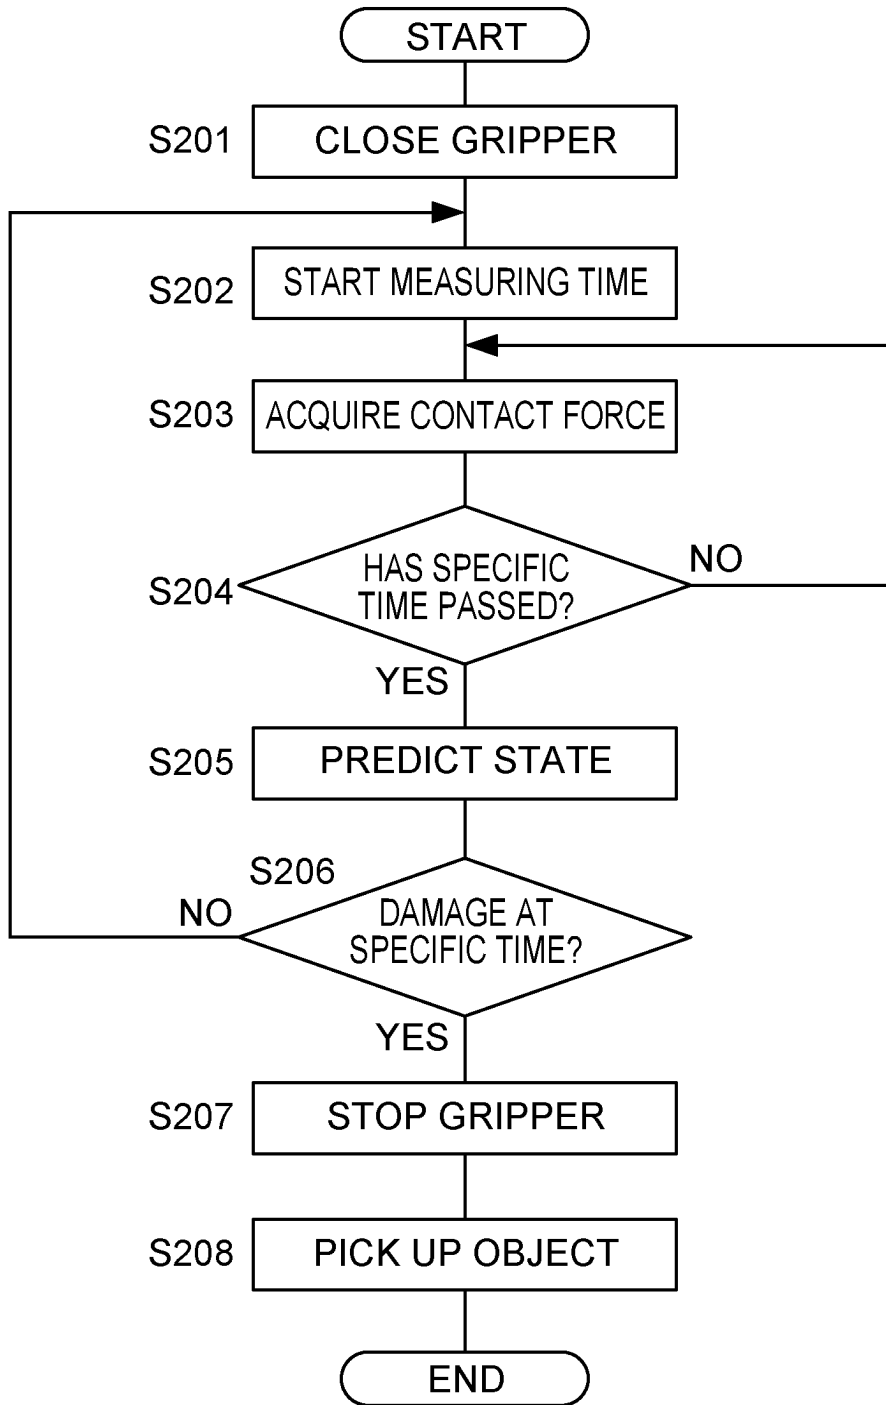 START
S201
CLOSE GRIPPER
S202
START MEASURING TIME
S203
ACQUIRE CONTACT FORCE
S204
HAS SPECIFIC
TIME PASSED?
NO
YES
S205
PREDICT STATE
S206
NO
DAMAGE AT
SPECIFIC TIME?
YES
S207
STOP GRIPPER
S208
PICK UP OBJECT
END